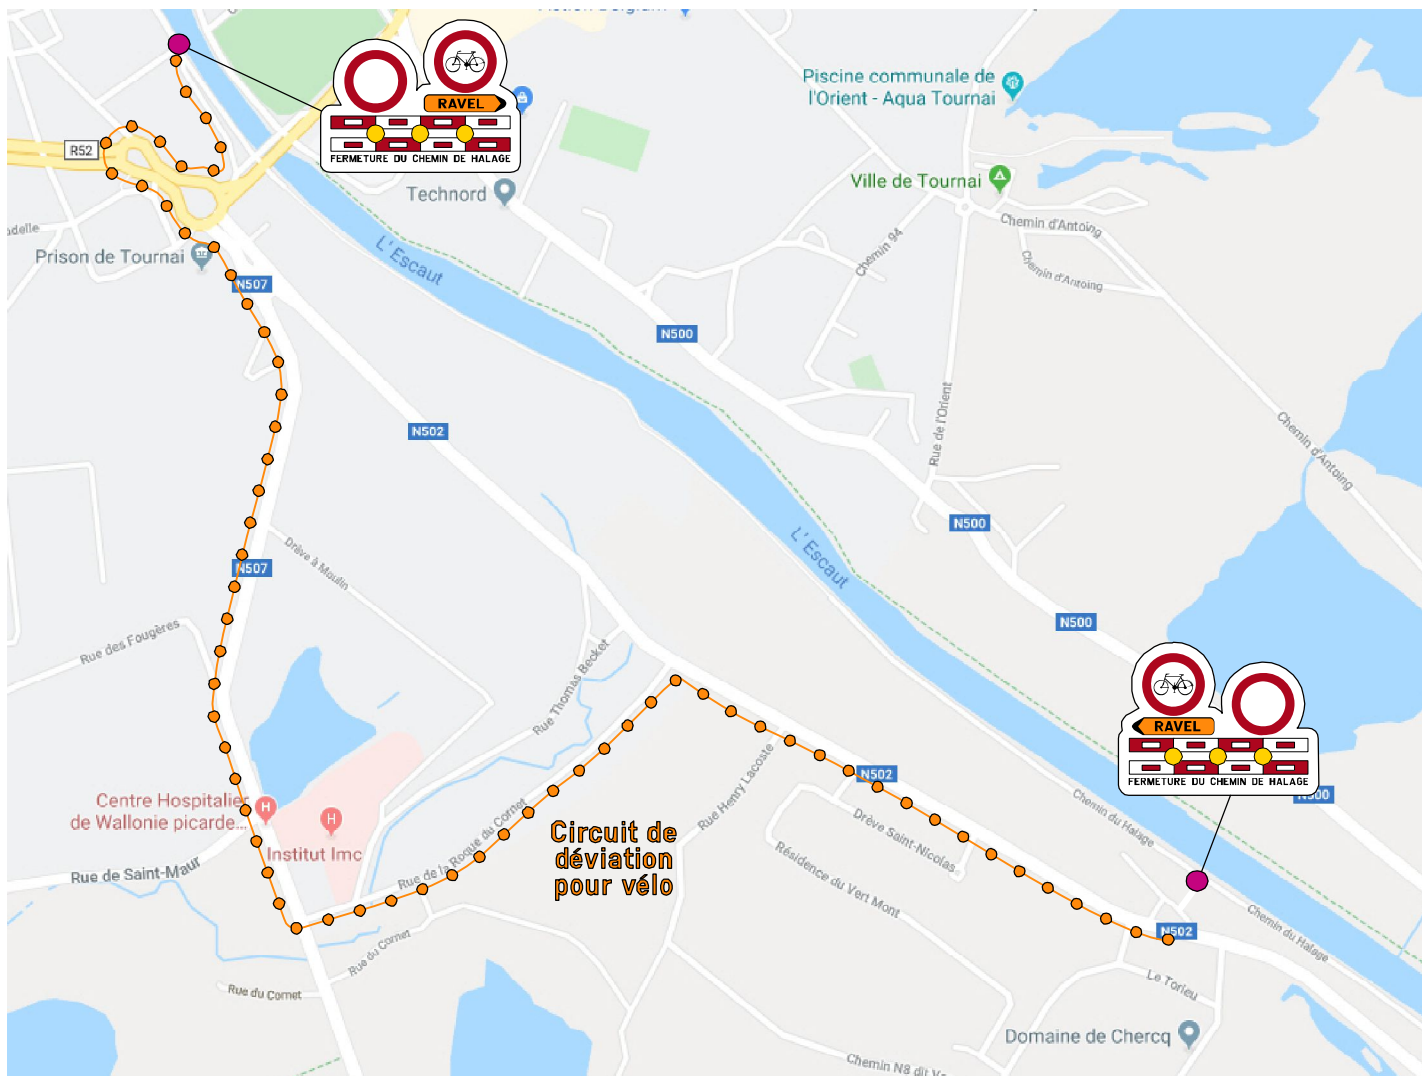 Piscine communale de
l'Orient - Aqua Tournai
RAVEL
FERMETURE DU CHEMIN DE HALAGE
R52
Technord
Ville de Tournai
Chemin d'Antoing
Chemin 94
Chemin d'Antoing
Prison de Tournai
L' Escaut
N507
N500
Rue de l'Orient
N502
Chemin d'Antoing
N500
L' Escaut
Drève à Moulin
N507
N500
Rue des Fougères
Rue Thomas Becket
RAVEL
FERMETURE DU CHEMIN DE HALAGE
N502
N500
Rue Henry Lacoste
Chemin du Halage
Centre Hospitalier
de Wallonie picarde...
Institut Imc
Rue de la Roque du Cornet
Circuit de
déviation
pour vélo
Drève Saint-Nicolas
Résidence du Vert Mont
Rue de Saint-Maur
N502
Chemin du Halage
Rue du Cornet
Rue du Cornet
Le Torieu
Domaine de Chercq
Chemin N8 dit